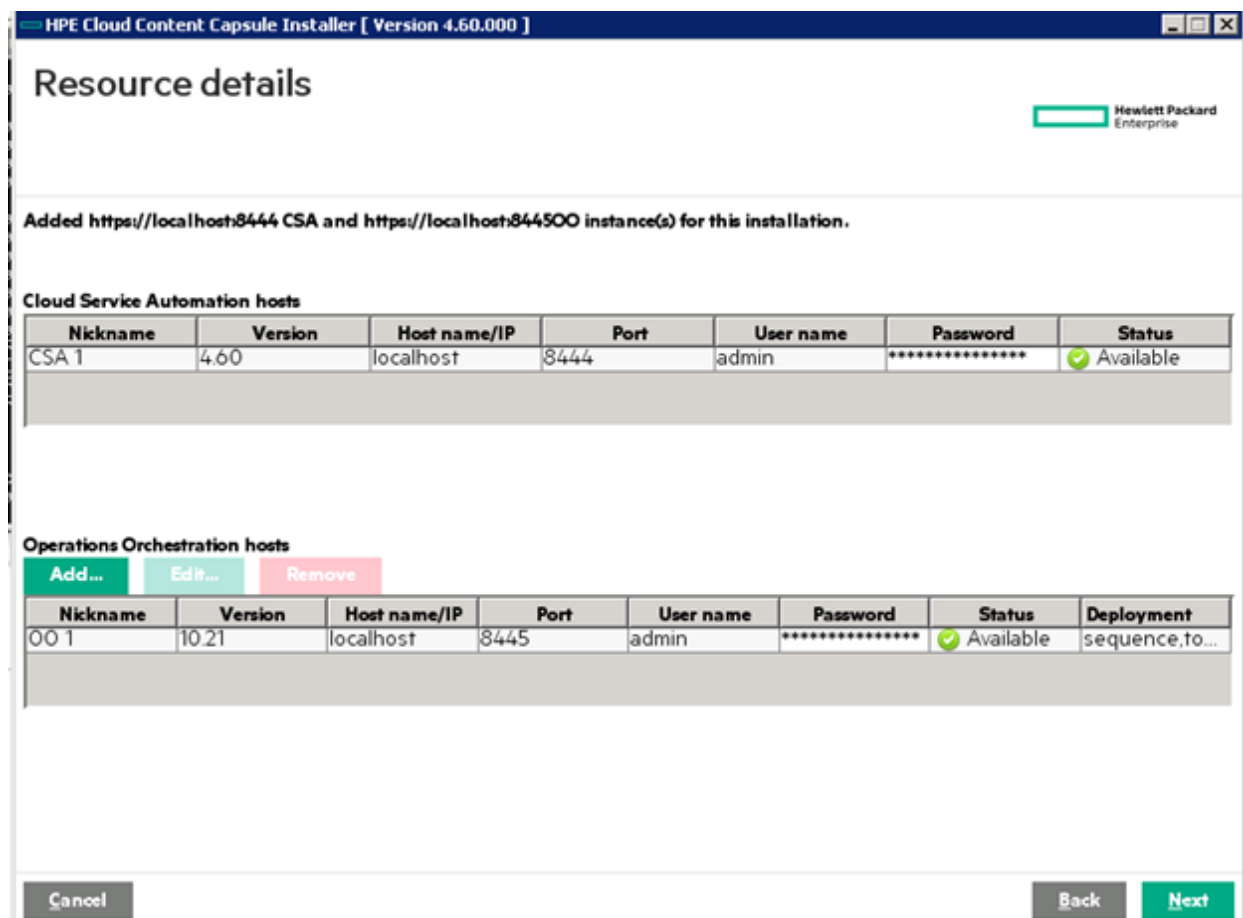 HPE Cloud Content Capsule Installer [ Version 4.60.000 ]
Resource details
Hewlett Packard
Enterprise
Added https://localhost:8444 CSA and https://localhost:8445OO instance(s) for this installation.
Cloud Service Automation hosts
Nickname Version Host name/IP Port User name Password Status
CSA 1 4.60 localhost 8444 admin *************** Available
Operations Orchestration hosts
Add... Edit... Remove
Nickname Version Host name/IP Port User name Password Status Deployment
OO 1 10.21 localhost 8445 admin *************** Available sequence,to...
Cancel Back Next